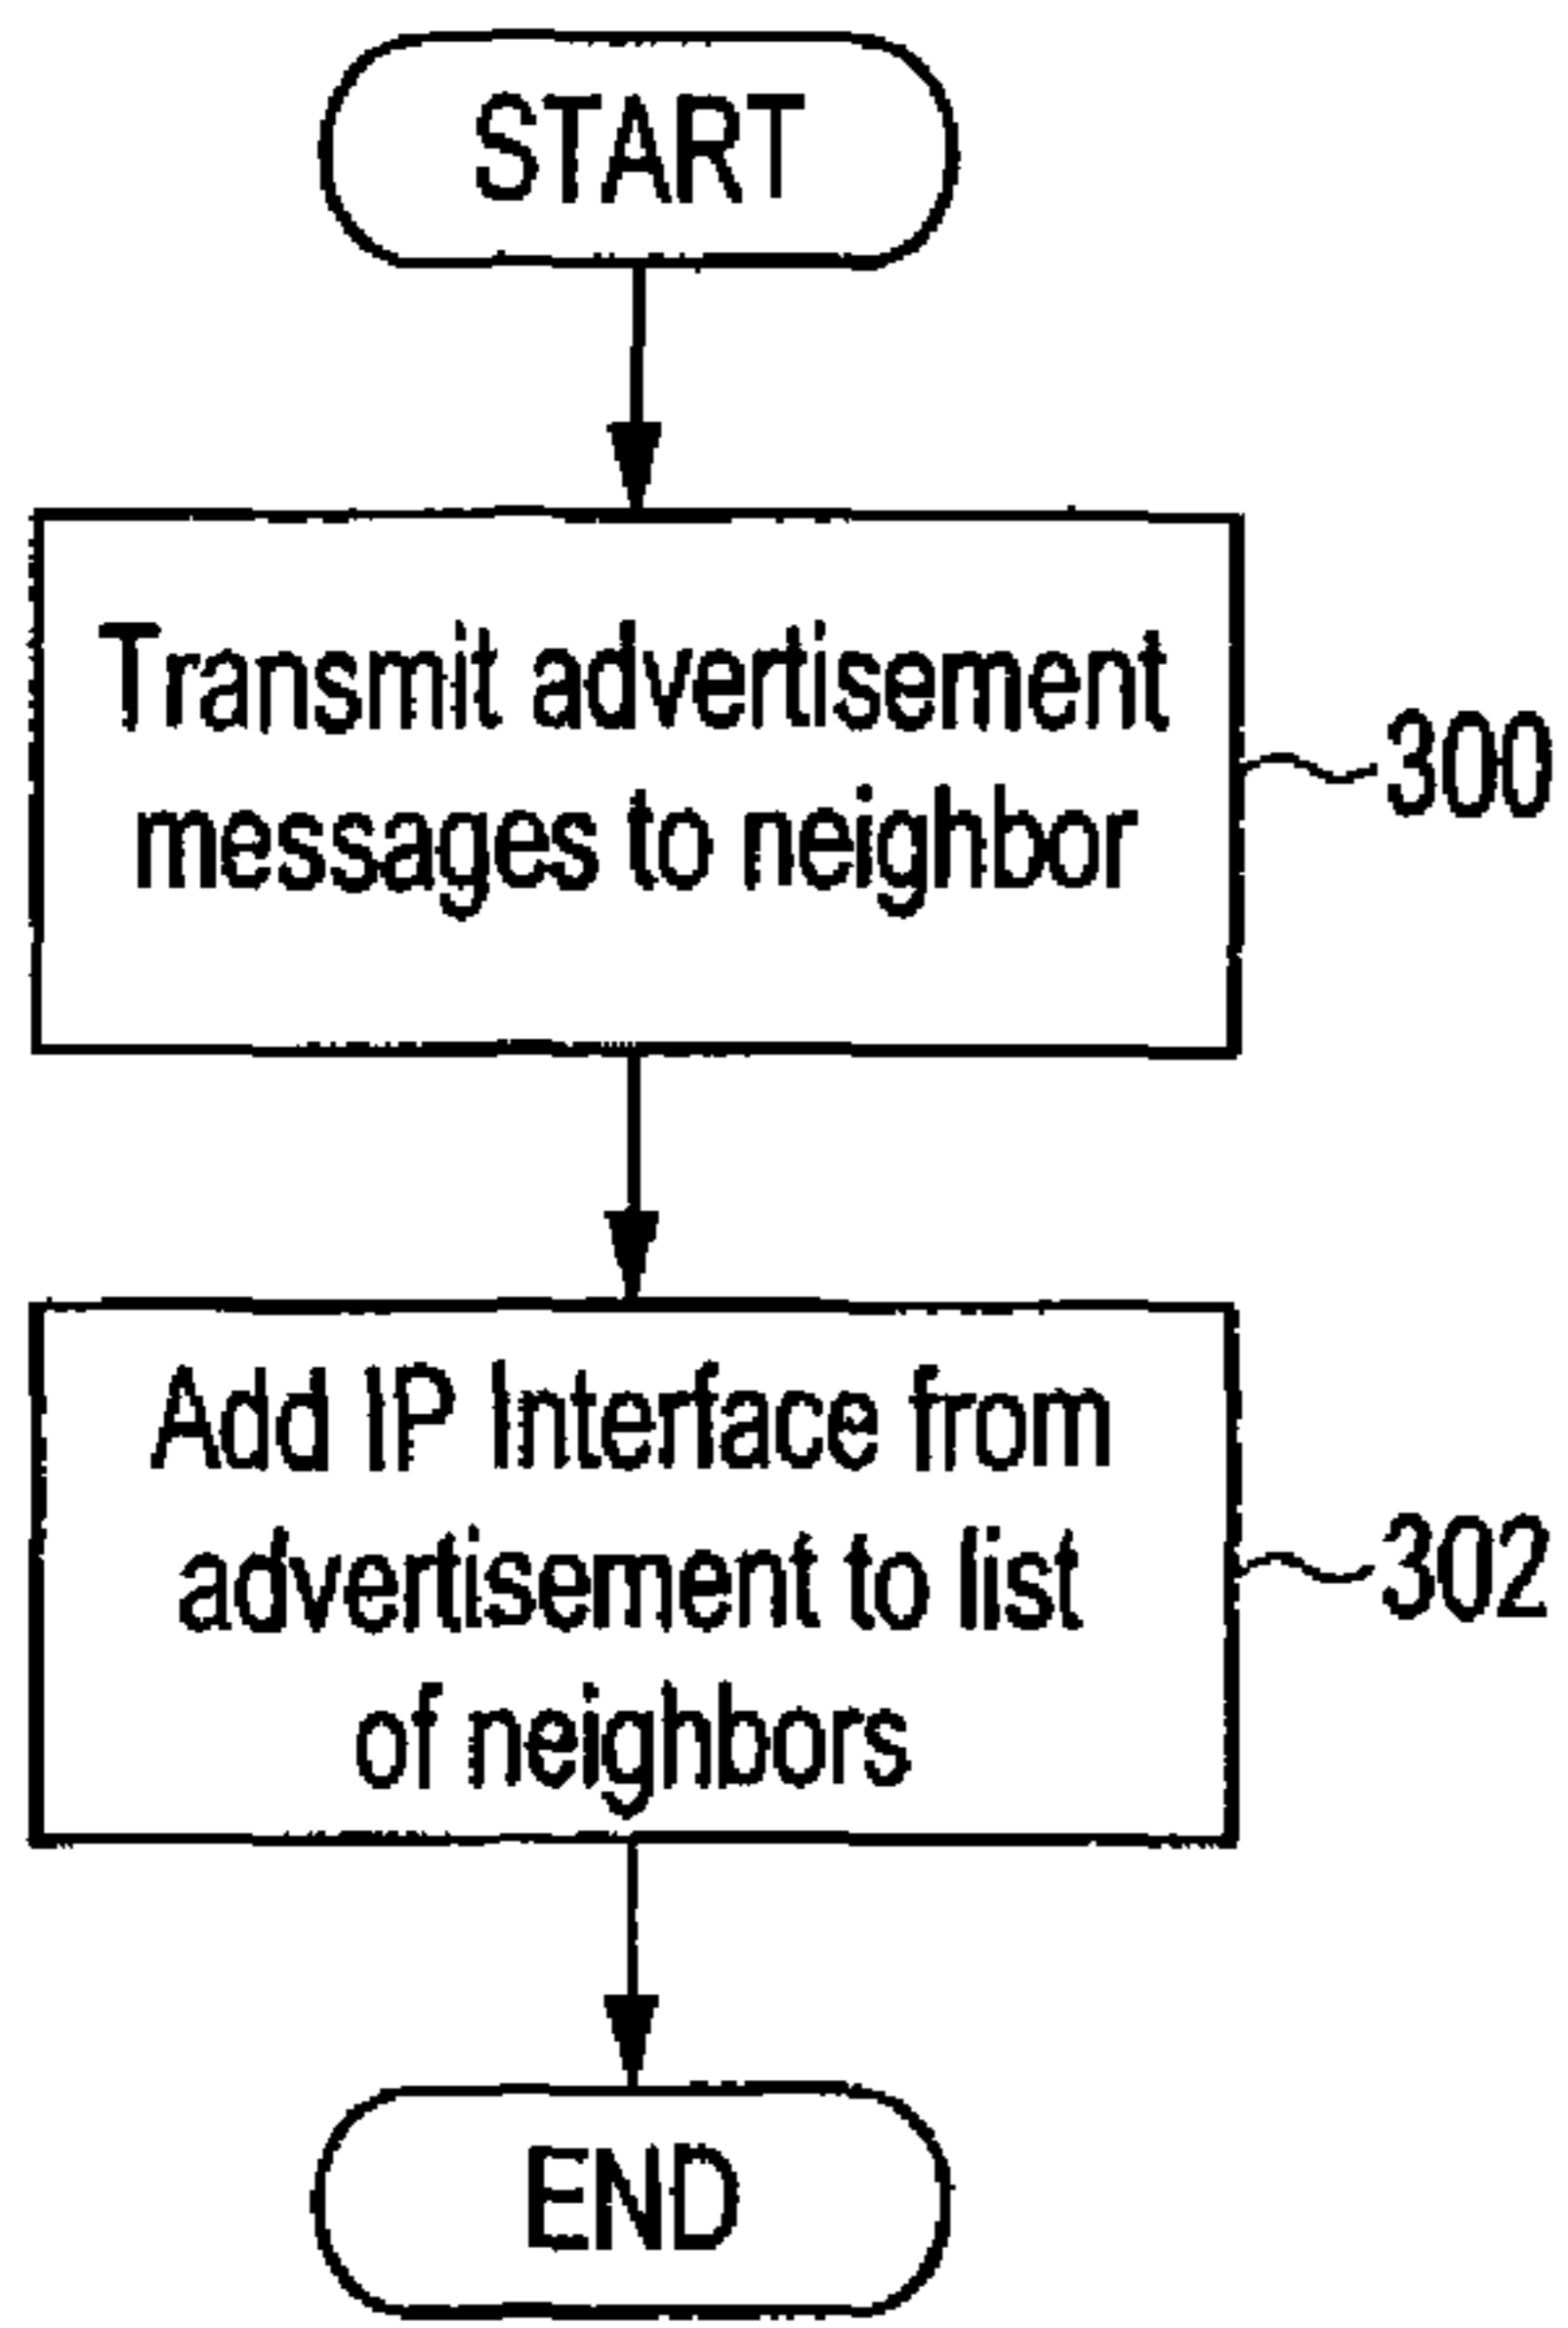 START
Transmit advertisement
messages to neighbor
300
Add IP Interface from
advertisement to list
of neighbors
302
END